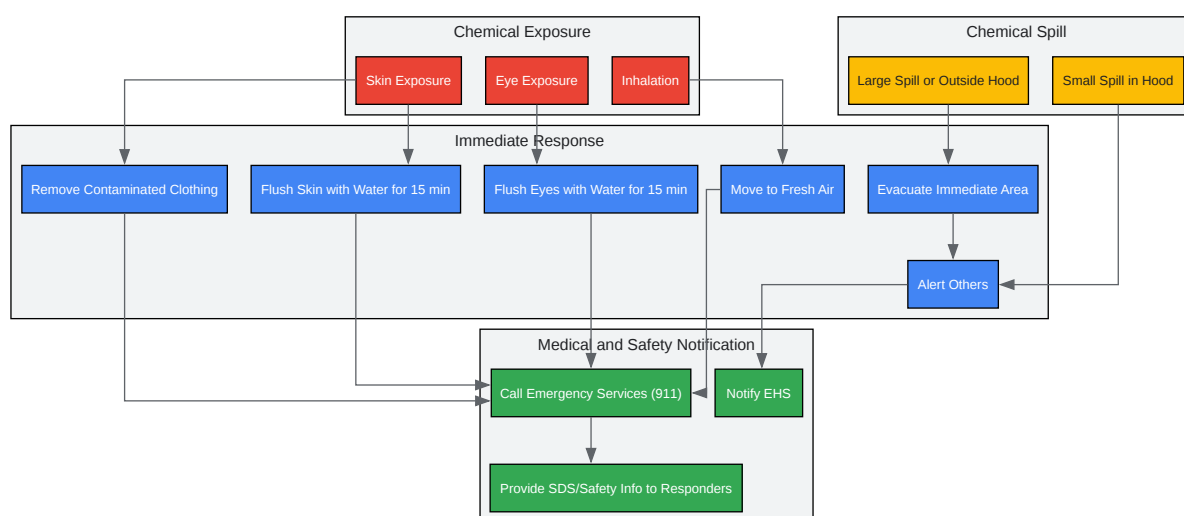 Chemical Exposure
Chemical Spill
Skin Exposure
Eye Exposure
Inhalation
Large Spill or Outside Hood
Small Spill in Hood
Immediate Response
Remove Contaminated Clothing
Flush Skin with Water for 15 min
Flush Eyes with Water for 15 min
Move to Fresh Air
Evacuate Immediate Area
Alert Others
Medical and Safety Notification
Call Emergency Services (911)
Notify EHS
Provide SDS/Safety Info to Responders